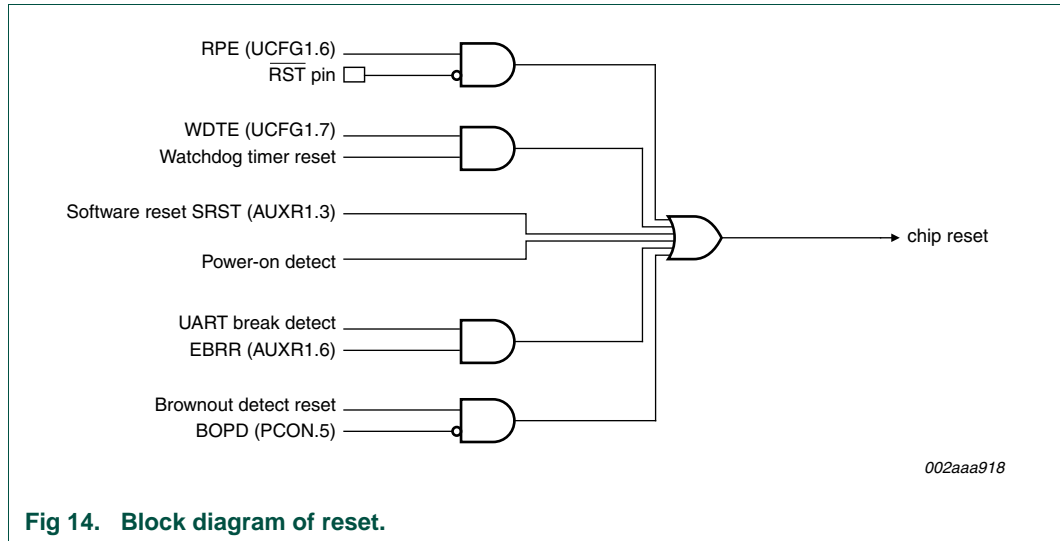 RPE (UCFG1.6)
RST pin
WDTE (UCFG1.7)
Watchdog timer reset
Software reset SRST (AUXR1.3)
Power-on detect
UART break detect
EBRR (AUXR1.6)
Brownout detect reset
BOPD (PCON.5)
chip reset
002aaa918
Fig 14. Block diagram of reset.